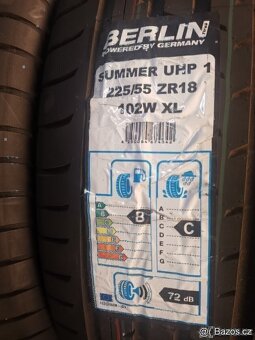 BERLIN
POWERED BY GERMANY
SUMMER UHP 1
225/55 ZR18
102W XL
A
B
C
D
E
F
G
B
A
B
C
D
E
F
G
C
72 dB
bazos.cz